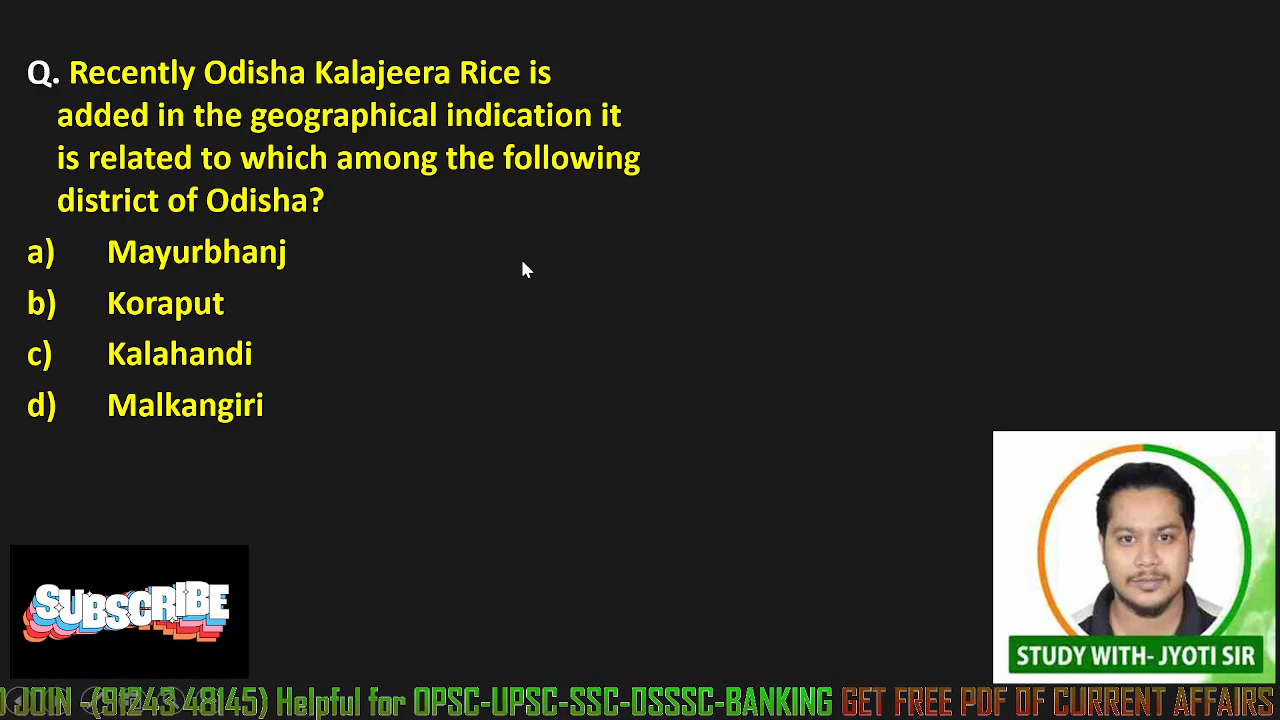 Q. Recently Odisha Kalajeera Rice is
added in the geographical indication it
is related to which among the following
district of Odisha?
a) Mayurbhanj
b) Koraput
c) Kalahandi
d) Malkangiri
SUBSCRIBE
STUDY WITH- JYOTI SIR
JOIN -(91243 48145) Helpful for OPSC-UPSC-SSC-OSSSC-BANKING GET FREE PDF OF CURRENT AFFAIRS